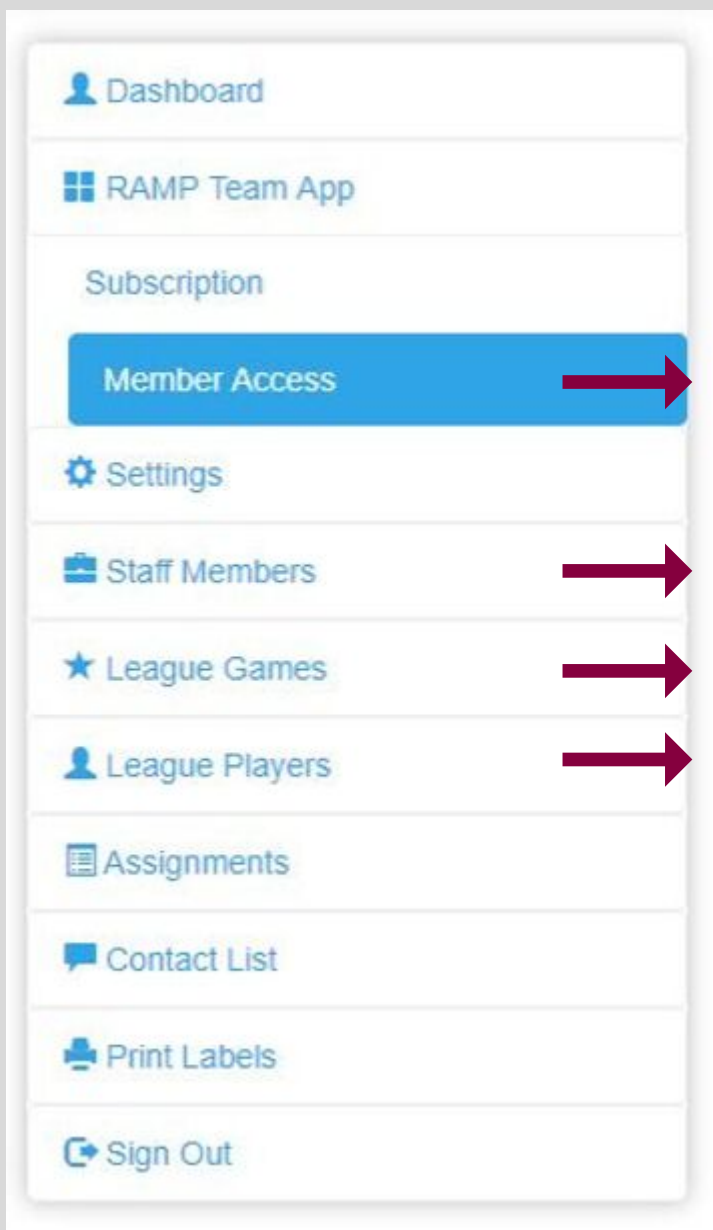 Dashboard
RAMP Team App
Subscription
Member Access
Settings
Staff Members
League Games
League Players
Assignments
Contact List
Print Labels
Sign Out